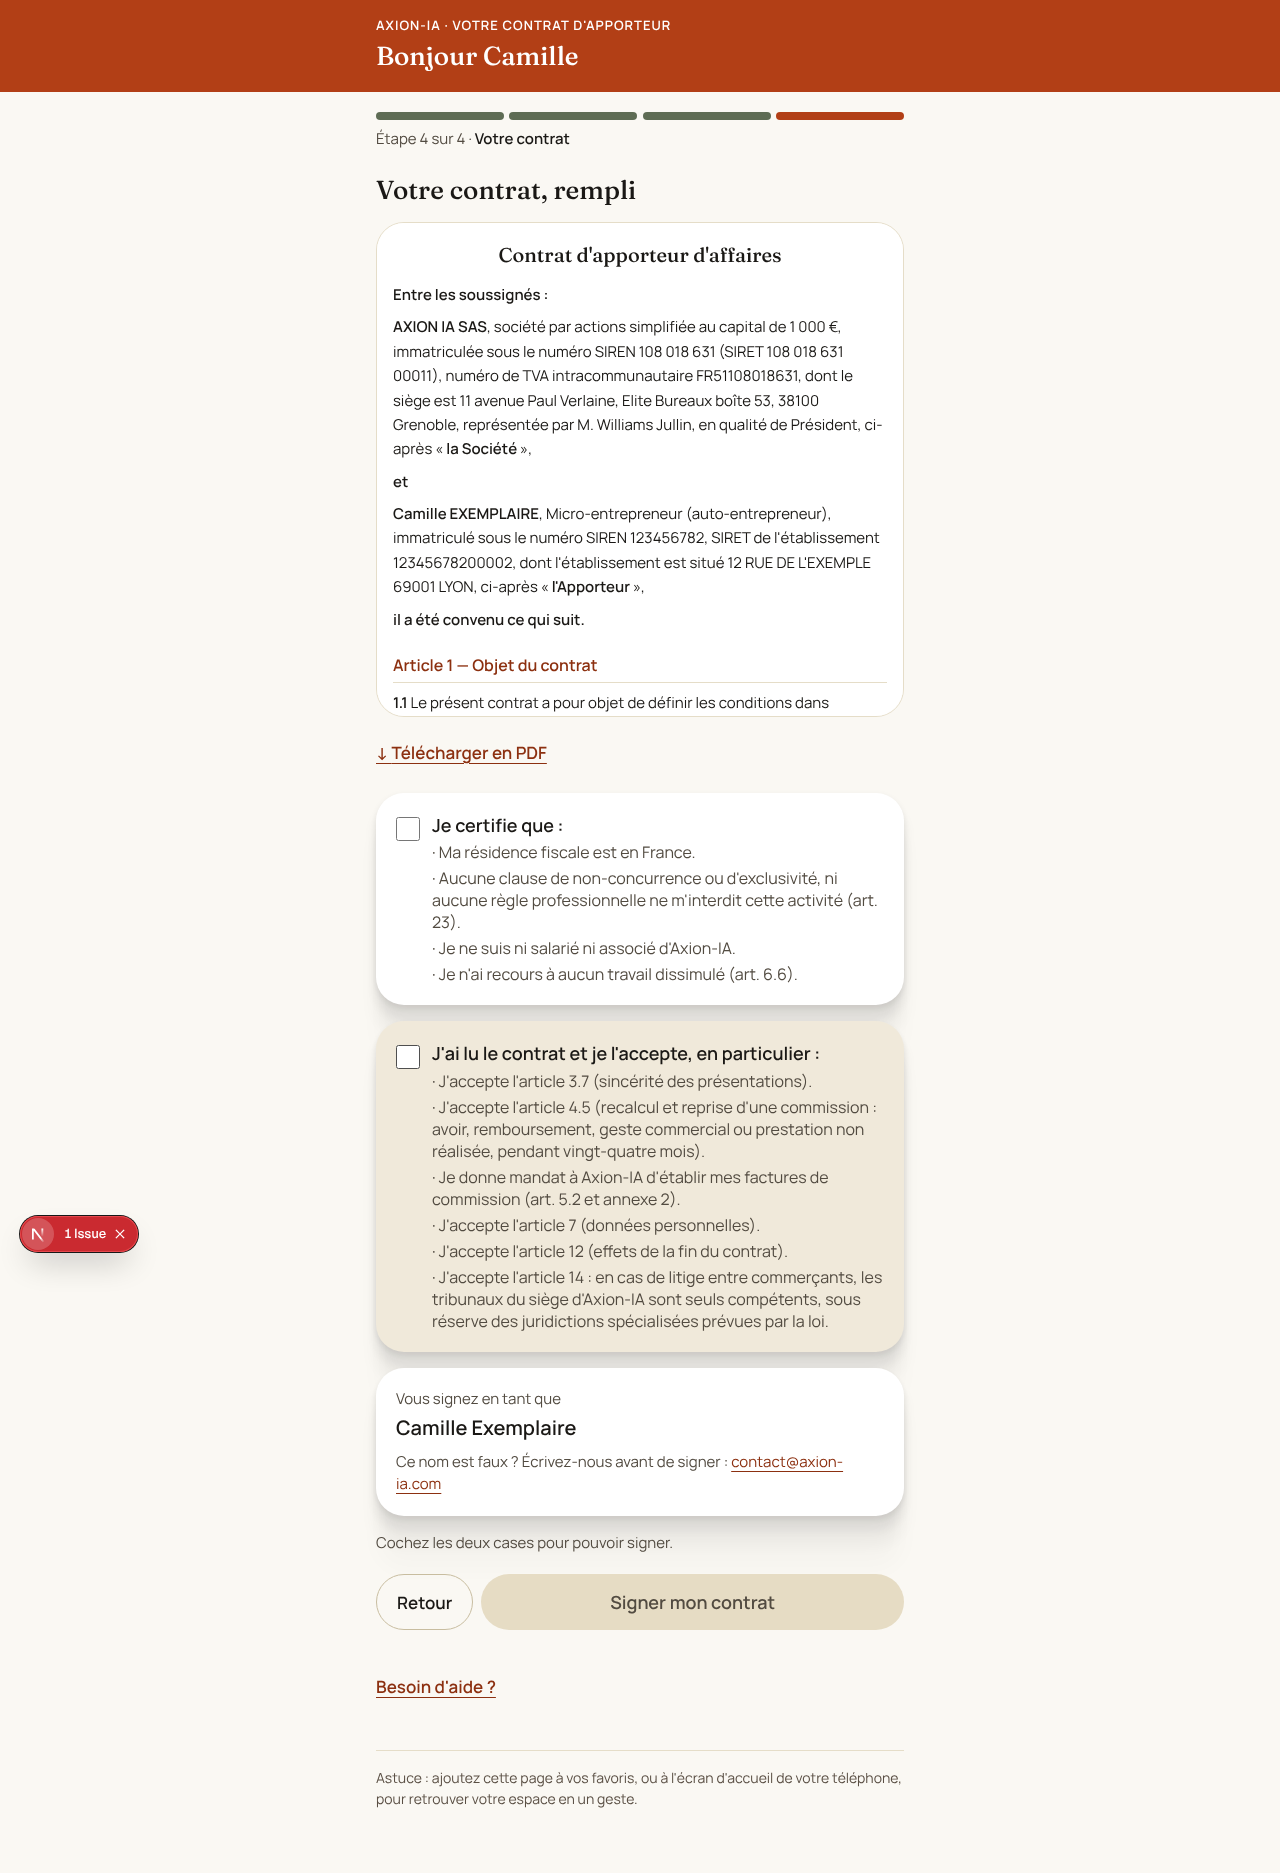 AXION-IA · VOTRE CONTRAT D'APPORTEUR
Bonjour Camille
Étape 4 sur 4 · Votre contrat
Votre contrat, rempli
Contrat d'apporteur d'affaires
Entre les soussignés :
AXION IA SAS, société par actions simplifiée au capital de 1 000 €,
immatriculée sous le numéro SIREN 108 018 631 (SIRET 108 018 631
00011), numéro de TVA intracommunautaire FR51108018631, dont le
siège est 11 avenue Paul Verlaine, Elite Bureaux boîte 53, 38100
Grenoble, représentée par M. Williams Jullin, en qualité de Président, ci-
après « la Société »,
et
Camille EXEMPLAIRE, Micro-entrepreneur (auto-entrepreneur),
immatriculé sous le numéro SIREN 123456782, SIRET de l'établissement
12345678200002, dont l'établissement est situé 12 RUE DE L'EXEMPLE
69001 LYON, ci-après « l'Apporteur »,
il a été convenu ce qui suit.
Article 1 — Objet du contrat
1.1 Le présent contrat a pour objet de définir les conditions dans
↓ Télécharger en PDF
Je certifie que :
· Ma résidence fiscale est en France.
· Aucune clause de non-concurrence ou d'exclusivité, ni
aucune règle professionnelle ne m'interdit cette activité (art.
23).
· Je ne suis ni salarié ni associé d'Axion-IA.
· Je n'ai recours à aucun travail dissimulé (art. 6.6).
J'ai lu le contrat et je l'accepte, en particulier :
· J'accepte l'article 3.7 (sincérité des présentations).
· J'accepte l'article 4.5 (recalcul et reprise d'une commission :
avoir, remboursement, geste commercial ou prestation non
réalisée, pendant vingt-quatre mois).
· Je donne mandat à Axion-IA d'établir mes factures de
commission (art. 5.2 et annexe 2).
· J'accepte l'article 7 (données personnelles).
· J'accepte l'article 12 (effets de la fin du contrat).
· J'accepte l'article 14 : en cas de litige entre commerçants, les
tribunaux du siège d'Axion-IA sont seuls compétents, sous
réserve des juridictions spécialisées prévues par la loi.
N 1 Issue ×
Vous signez en tant que
Camille Exemplaire
Ce nom est faux ? Écrivez-nous avant de signer : contact@axion-
ia.com
Cochez les deux cases pour pouvoir signer.
Retour
Signer mon contrat
Besoin d'aide ?
Astuce : ajoutez cette page à vos favoris, ou à l'écran d'accueil de votre téléphone,
pour retrouver votre espace en un geste.